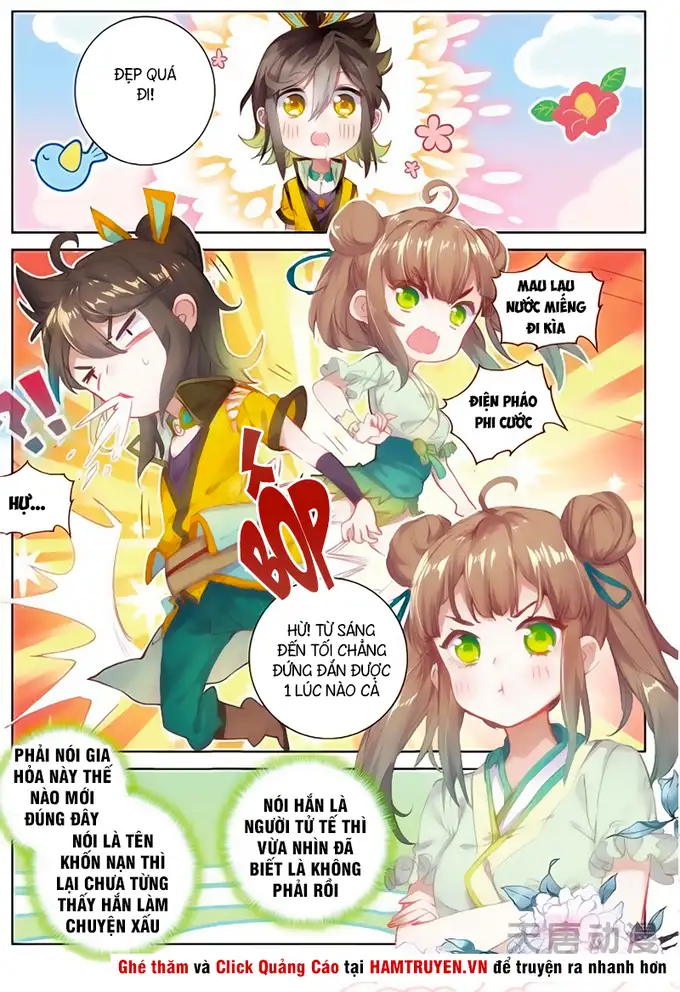 ĐẸP QUÁ
ĐI!
MAU LAU
NƯỚC MIẾNG
ĐI KÌA
ĐIỆN PHÁO
PHI CƯỚC
?!
HỰ...
BỐP
HỪ! TỪ SÁNG
ĐẾN TỐI CHẲNG
ĐỨNG ĐẮN ĐƯỢC
1 LÚC NÀO CẢ
PHẢI NÓI GIA
HỎA NÀY THẾ
NÀO MỚI
ĐÚNG ĐÂY
NÓI LÀ TÊN
KHỐN NẠN THÌ
LẠI CHƯA TỪNG
THẤY HẮN LÀM
CHUYỆN XẤU
NÓI HẮN LÀ
NGƯỜI TỬ TẾ THÌ
VỪA NHÌN ĐÃ
BIẾT LÀ KHÔNG
PHẢI RỒI
天唐动漫
Ghé thăm và Click Quảng Cáo tại HAMTRUYEN.VN để truyện ra nhanh hơn